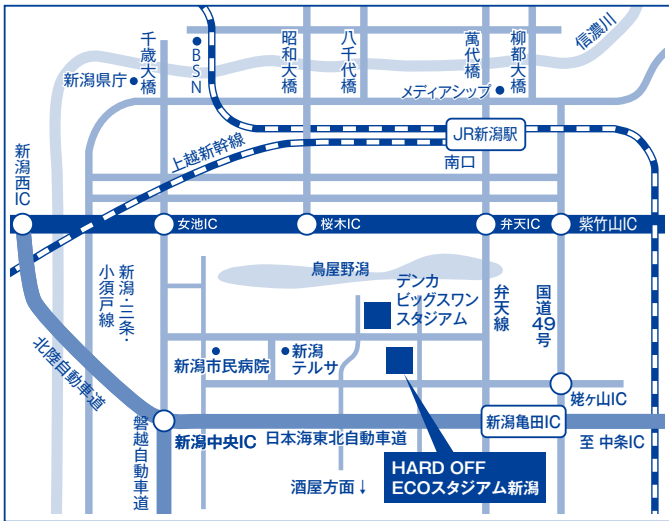 千歳大橋
BSN
昭和大橋
八千代橋
萬代橋
柳都大橋
信濃川
新潟県庁
メディアシップ
上越新幹線
JR新潟駅
南口
新潟西IC
女池IC
桜木IC
弁天IC
紫竹山IC
鳥屋野潟
デンカ
ビッグスワン
スタジアム
弁天線
国道49号
新潟・三条・
小須戸線
新潟市民病院
新潟
テルサ
北陸自動車道
姥ヶ山IC
磐越自動車道
新潟中央IC
日本海東北自動車道
新潟亀田IC
至 中条IC
HARD OFF
ECOスタジアム新潟
酒屋方面↓